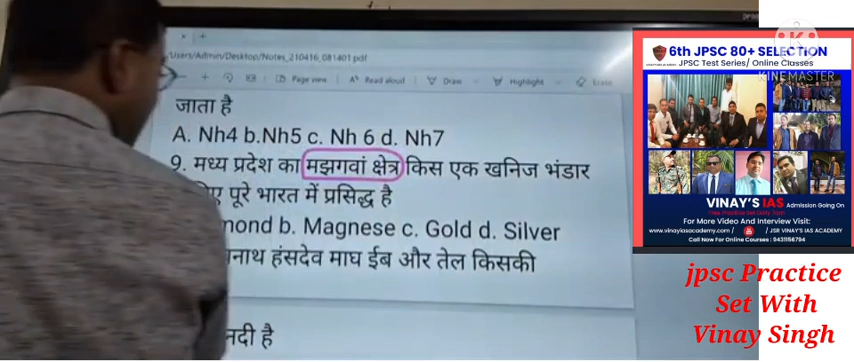 /Users/Admin/Desktop/Notes_210416_081401.pdf
Page view Read aloud Draw Highlight Erase
जाता है
A. Nh4 b.Nh5 c. Nh 6 d. Nh7
9. मध्य प्रदेश का मझगवां क्षेत्र किस एक खनिज भंडार
पूरे भारत में प्रसिद्ध है
mond b. Magnese c. Gold d. Silver
नाथ हंसदेव माघ ईब और तेल किसकी
नदी है
6th JPSC 80+ SELECTION
JPSC Test Series/ Online Classes
KINEMASTER
VINAY'S IAS Admission Going On
For More Video And Interview Visit:
www.vinayiasacademy.com / / JSR VINAY'S IAS ACADEMY
Call Now For Online Courses : 9431156794
jpsc Practice
Set With
Vinay Singh